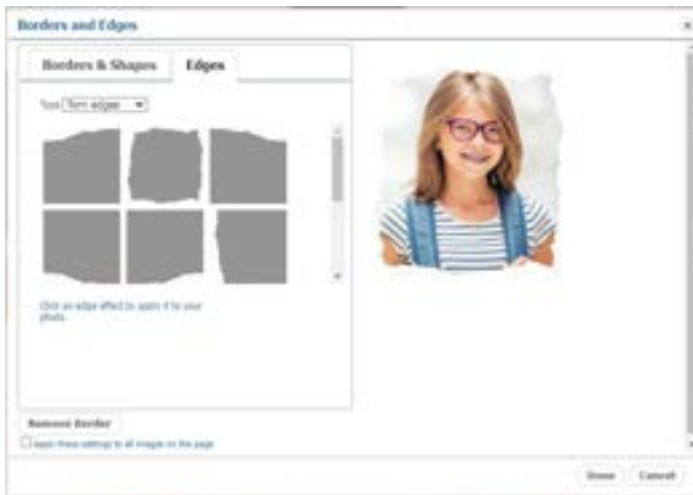 Borders and Edges
x
Borders & Shapes
Edges
Type Torn edges
Click an edge effect to apply it to your
photo.
Remove Border
Apply these settings to all images on the page
Done
Cancel